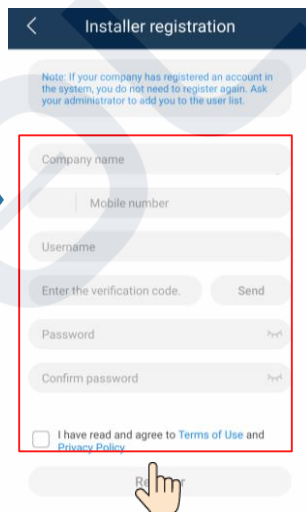 Installer registration
Note: If your company has registered an account in
the system, you do not need to register again. Ask
your administrator to add you to the user list.
Company name
Mobile number
Username
Enter the verification code.
Send
Password
Confirm password
I have read and agree to Terms of Use and
Privacy Policy